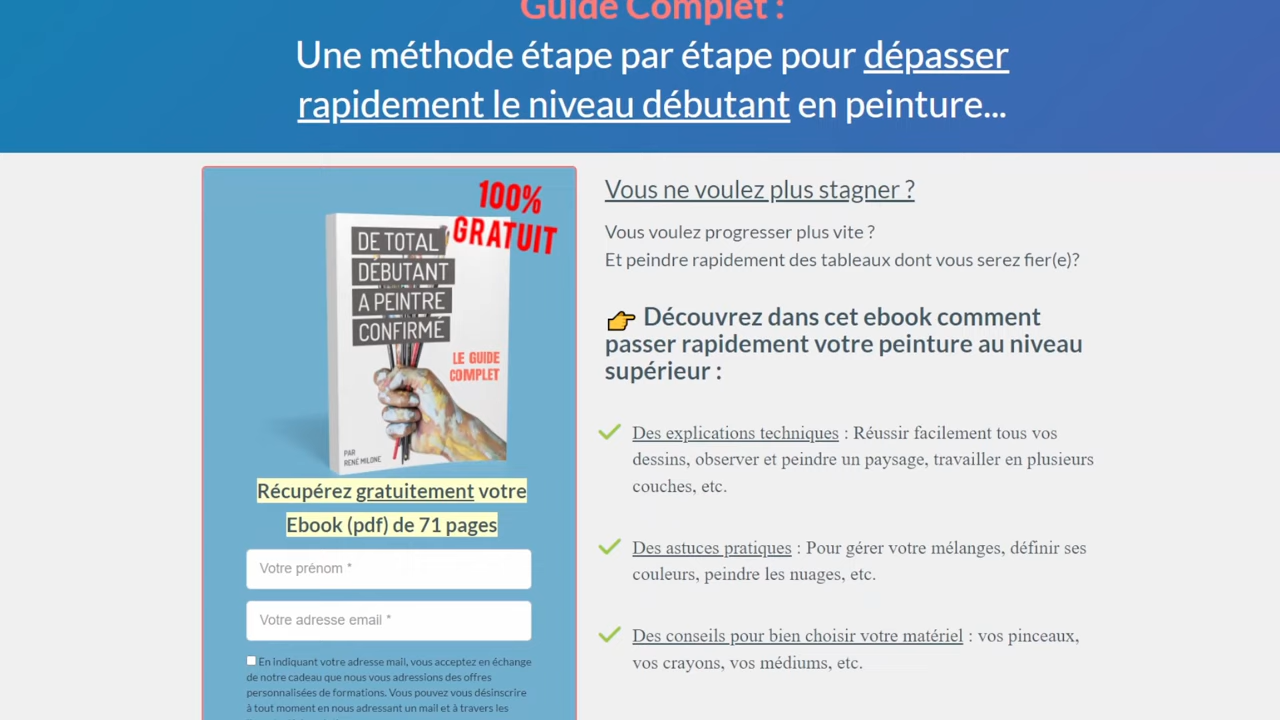 Guide Complet :
Une méthode étape par étape pour dépasser
rapidement le niveau débutant en peinture...
100%
GRATUIT
DE TOTAL
DÉBUTANT
A PEINTRE
CONFIRMÉ
LE GUIDE
COMPLET
PAR
RENÉ MILONE
Récupérez gratuitement votre
Ebook (pdf) de 71 pages
Votre prénom *
Votre adresse email *
En indiquant votre adresse mail, vous acceptez en échange
de notre cadeau que nous vous adressions des offres
personnalisées de formations. Vous pouvez vous désinscrire
à tout moment en nous adressant un mail et à travers les
Vous ne voulez plus stagner ?
Vous voulez progresser plus vite ?
Et peindre rapidement des tableaux dont vous serez fier(e)?
👉 Découvrez dans cet ebook comment
passer rapidement votre peinture au niveau
supérieur :
Des explications techniques : Réussir facilement tous vos
dessins, observer et peindre un paysage, travailler en plusieurs
couches, etc.
Des astuces pratiques : Pour gérer votre mélanges, définir ses
couleurs, peindre les nuages, etc.
Des conseils pour bien choisir votre matériel : vos pinceaux,
vos crayons, vos médiums, etc.